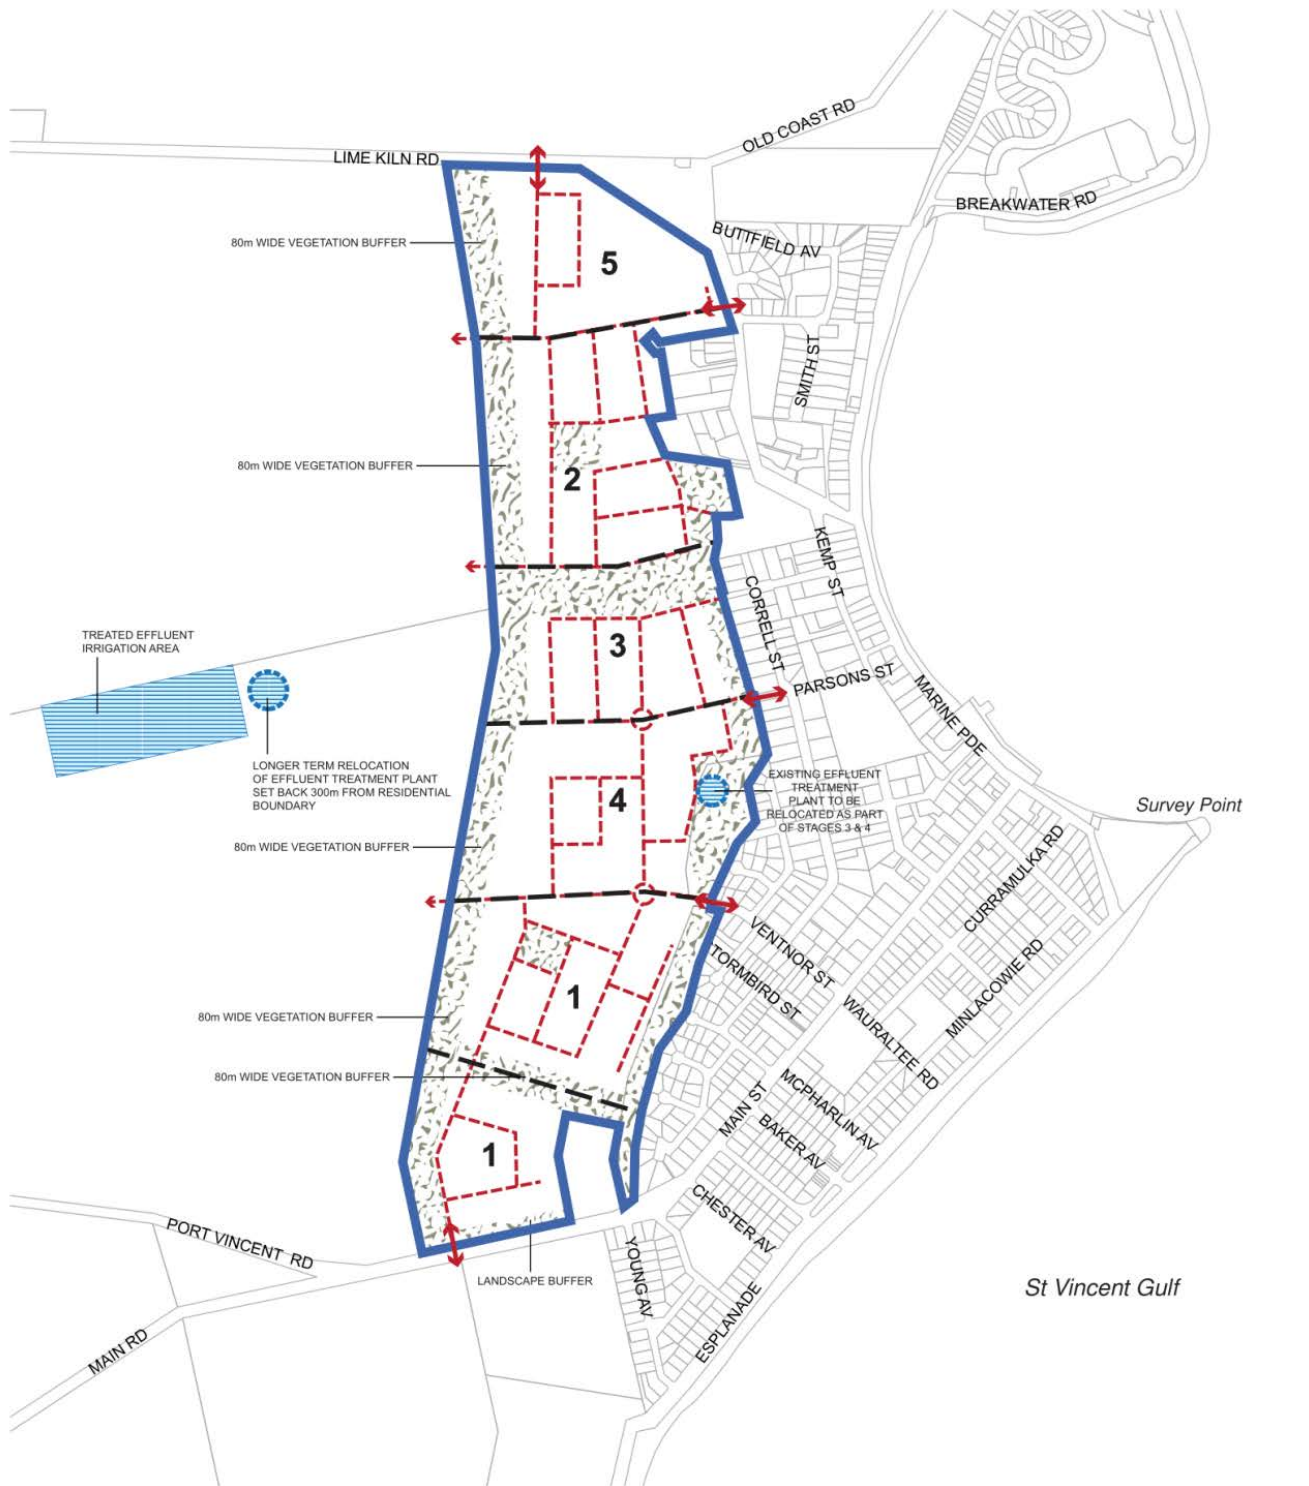 OLD COAST RD
LIME KILN RD
BREAKWATER RD
BUTTFIELD AV
80m WIDE VEGETATION BUFFER
5
SMITH ST
80m WIDE VEGETATION BUFFER
2
KEMP ST
CORRELL ST
TREATED EFFLUENT
IRRIGATION AREA
3
PARSONS ST
MARINE PDE
LONGER TERM RELOCATION
OF EFFLUENT TREATMENT PLANT
SET BACK 300m FROM RESIDENTIAL
BOUNDARY
4
EXISTING EFFLUENT
TREATMENT
PLANT TO BE
RELOCATED AS PART
OF STAGES 3 & 4
Survey Point
80m WIDE VEGETATION BUFFER
CURRAMULKA RD
VENTNOR ST
TORMBIRD ST
MINLACOWIE RD
1
80m WIDE VEGETATION BUFFER
WAURALTEE RD
80m WIDE VEGETATION BUFFER
MAIN ST
MCPHARLIN AV
BAKER AV
1
CHESTER AV
PORT VINCENT RD
YOUNG AV
LANDSCAPE BUFFER
St Vincent Gulf
ESPLANADE
MAIN RD